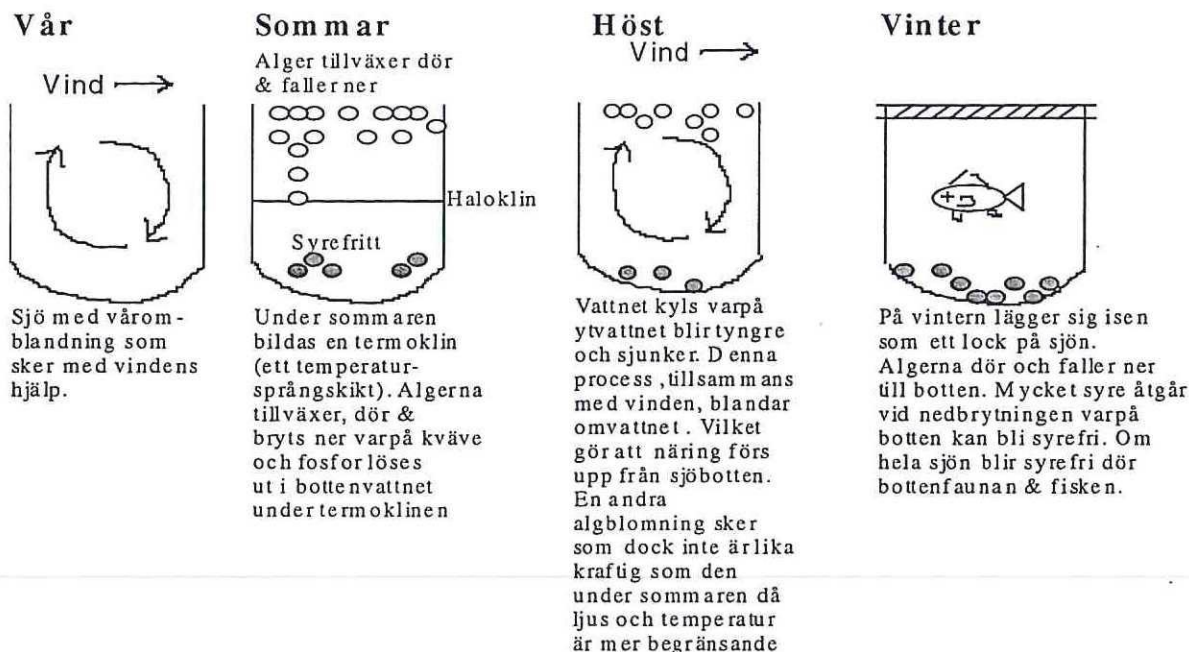 Vår
Vind
Sjö med vårom-
blandning som
sker med vindens
hjälp.
Sommar
Alger tillväxer dör
& faller ner
Haloklin
Syrefritt
Under sommaren
bildas en termoklin
(ett temperatur-
språngskikt). Algerna
tillväxer, dör &
bryts ner varpå kväve
och fosfor löses
ut i bottenvattnet
under termoklinen
Höst
Vind
Vattnet kyls varpå
ytvattnet blir tyngre
och sjunker. Denna
process ,tillsammans
med vinden, blandar
omvattnet . Vilket
gör att näring förs
upp från sjöbotten.
En andra
algblomning sker
som dock inte är lika
kraftig som den
under sommaren då
ljus och temperatur
är mer begränsande
Vinter
På vintern lägger sig isen
som ett lock på sjön.
Algerna dör och faller ner
till botten. Mycket syre åtgår
vid nedbrytningen varpå
botten kan bli syrefri. Om
hela sjön blir syrefri dör
bottenfaunan & fisken.